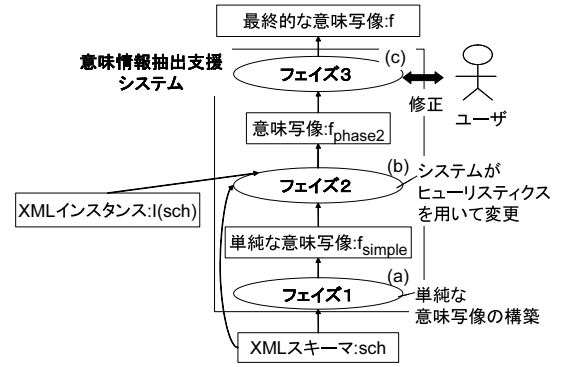 最終的な意味写像:f
意味情報抽出支援
システム
(c)
フェイズ3
修正
ユーザ
意味写像:fphase2
(b)
フェイズ2
システムが
ヒューリスティクス
を用いて変更
XMLインスタンス:I(sch)
単純な意味写像:fsimple
(a)
フェイズ1
単純な
意味写像の構築
XMLスキーマ:sch